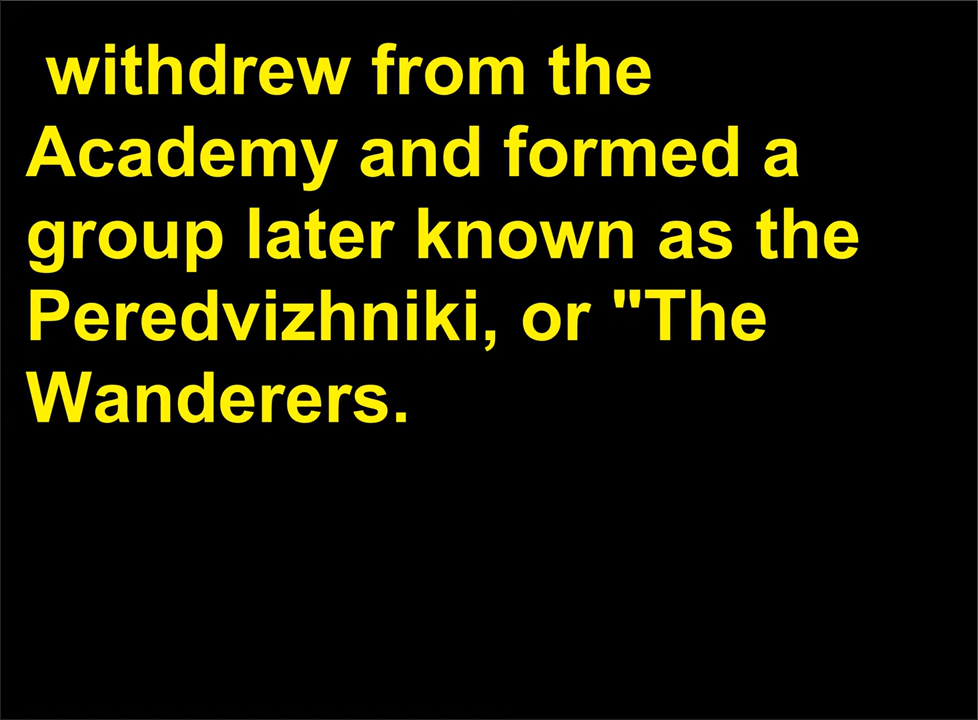 withdrew from the
Academy and formed a
group later known as the
Peredvizhniki, or "The
Wanderers.